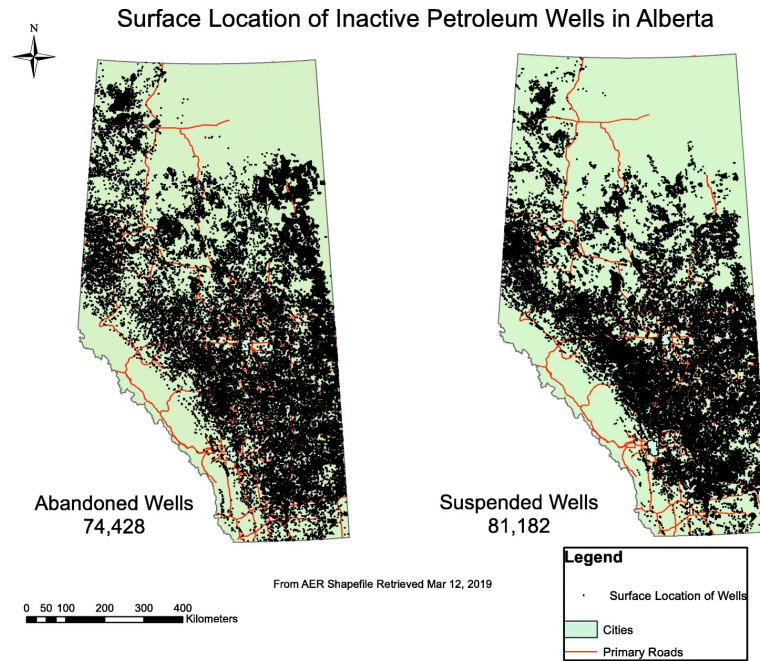 Surface Location of Inactive Petroleum Wells in Alberta
N
Abandoned Wells
74,428
Suspended Wells
81,182
From AER Shapefile Retrieved Mar 12, 2019
0 50 100 200 300 400
Kilometers
Legend
Surface Location of Wells
Cities
Primary Roads